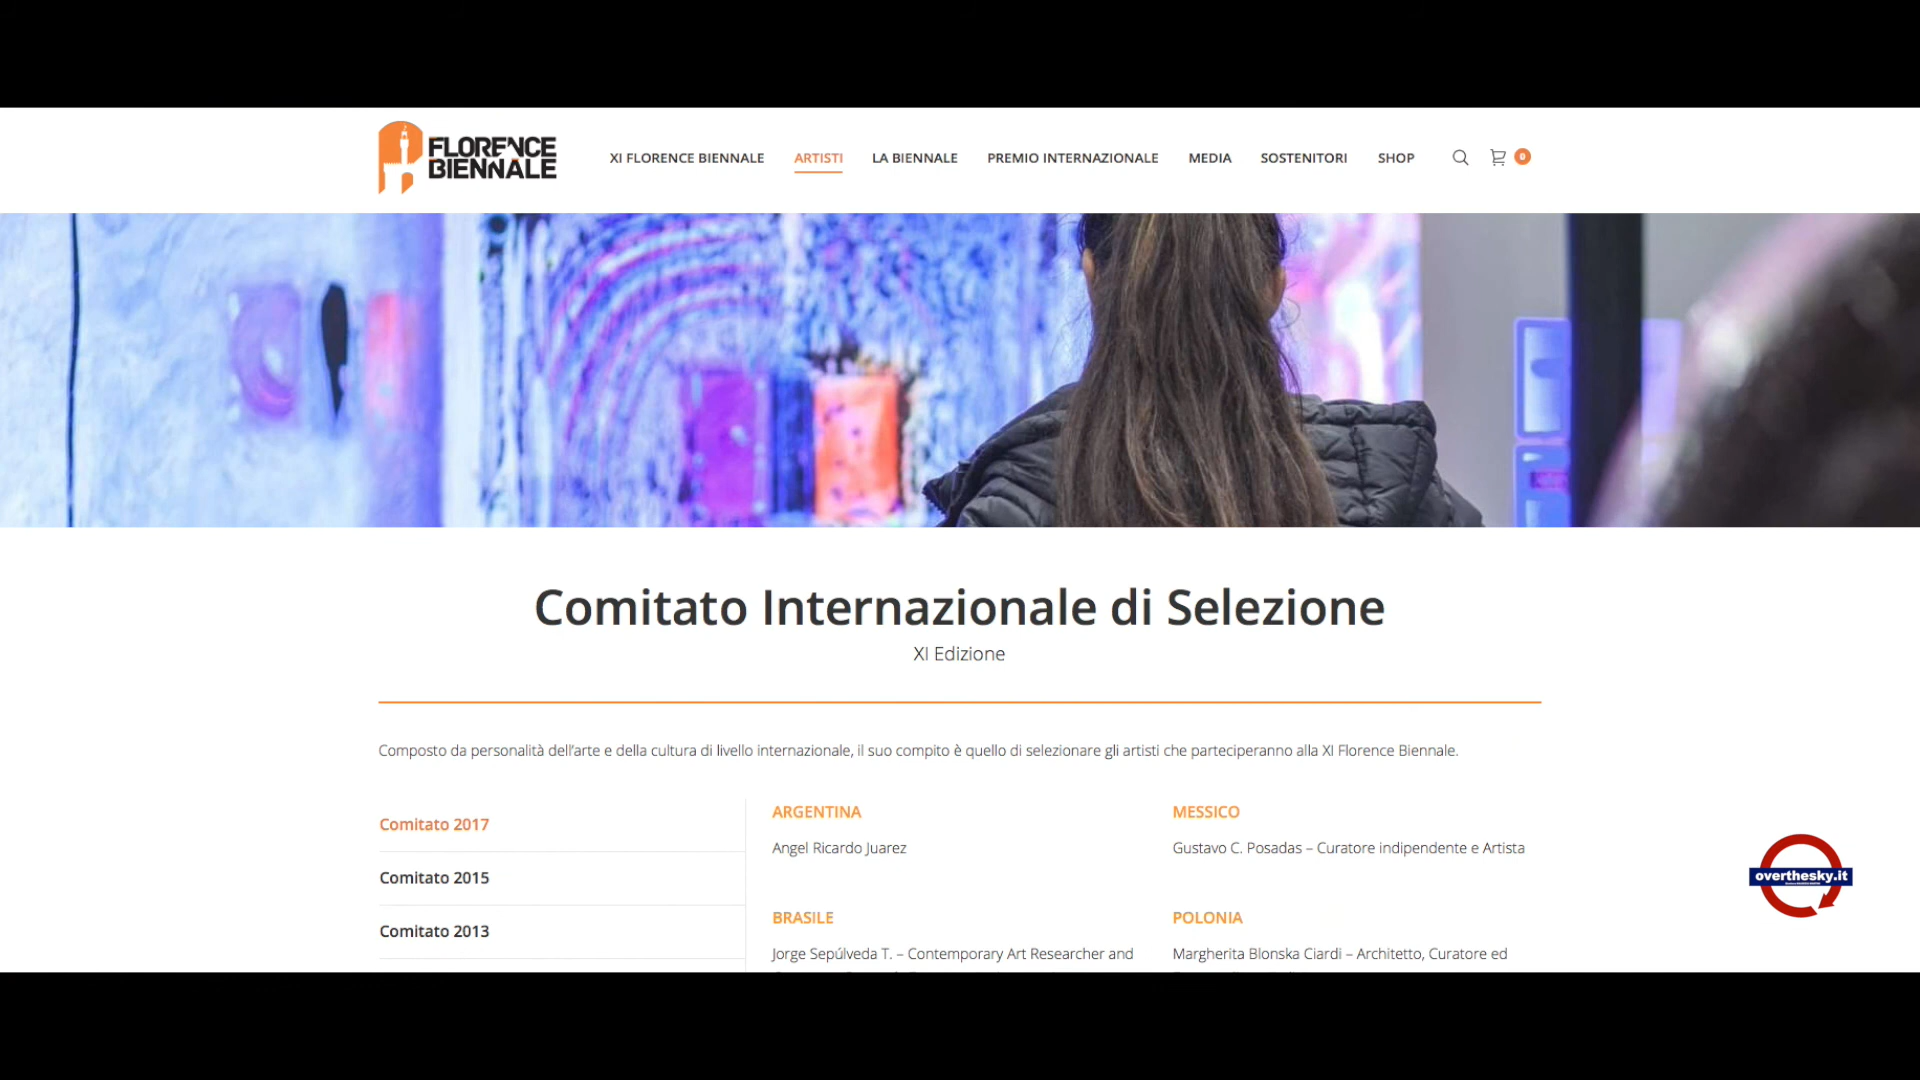 FLORENCE
BIENNALE
XI FLORENCE BIENNALE
ARTISTI
LA BIENNALE
PREMIO INTERNAZIONALE
MEDIA
SOSTENITORI
SHOP
0
Comitato Internazionale di Selezione
XI Edizione
Composto da personalità dell'arte e della cultura di livello internazionale, il suo compito è quello di selezionare gli artisti che parteciperanno alla XI Florence Biennale.
Comitato 2017
Comitato 2015
Comitato 2013
ARGENTINA
Angel Ricardo Juarez
BRASILE
Jorge Sepúlveda T. – Contemporary Art Researcher and
MESSICO
Gustavo C. Posadas – Curatore indipendente e Artista
POLONIA
Margherita Blonska Ciardi – Architetto, Curatore ed
overthesky.it